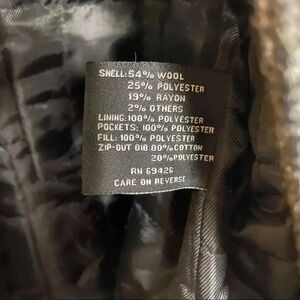 SHELL:54% WOOL
25% POLYESTER
19% RAYON
2% OTHERS
LINING:100% POLYESTER
POCKETS: 100% POLYESTER
FILL: 100% POLYESTER
ZIP-OUT BIB 80% COTTON
20% POLYESTER
RN 69426
CARE ON REVERSE